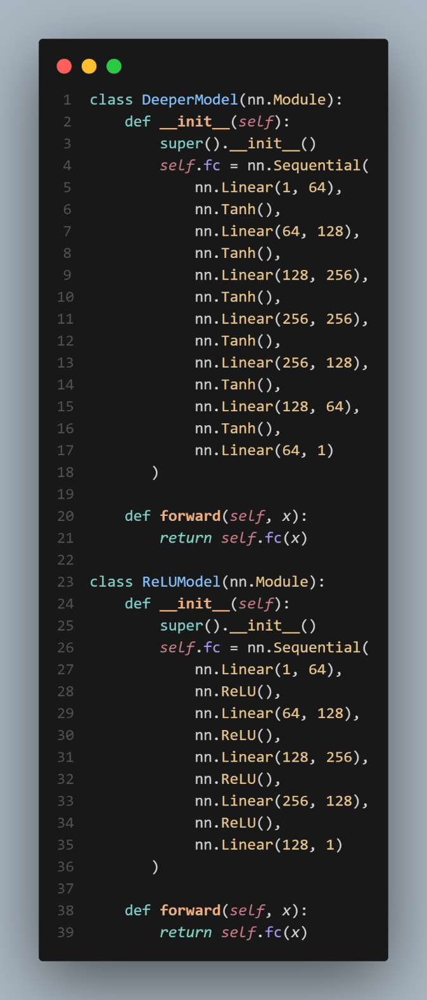 1 class DeeperModel(nn.Module):
2     def __init__(self):
3         super().__init__()
4         self.fc = nn.Sequential(
5             nn.Linear(1, 64),
6             nn.Tanh(),
7             nn.Linear(64, 128),
8             nn.Tanh(),
9             nn.Linear(128, 256),
10             nn.Tanh(),
11             nn.Linear(256, 256),
12             nn.Tanh(),
13             nn.Linear(256, 128),
14             nn.Tanh(),
15             nn.Linear(128, 64),
16             nn.Tanh(),
17             nn.Linear(64, 1)
18        )
19
20     def forward(self, x):
21         return self.fc(x)
22
23 class ReLUModel(nn.Module):
24     def __init__(self):
25         super().__init__()
26         self.fc = nn.Sequential(
27             nn.Linear(1, 64),
28             nn.ReLU(),
29             nn.Linear(64, 128),
30             nn.ReLU(),
31             nn.Linear(128, 256),
32             nn.ReLU(),
33             nn.Linear(256, 128),
34             nn.ReLU(),
35             nn.Linear(128, 1)
36        )
37
38     def forward(self, x):
39         return self.fc(x)